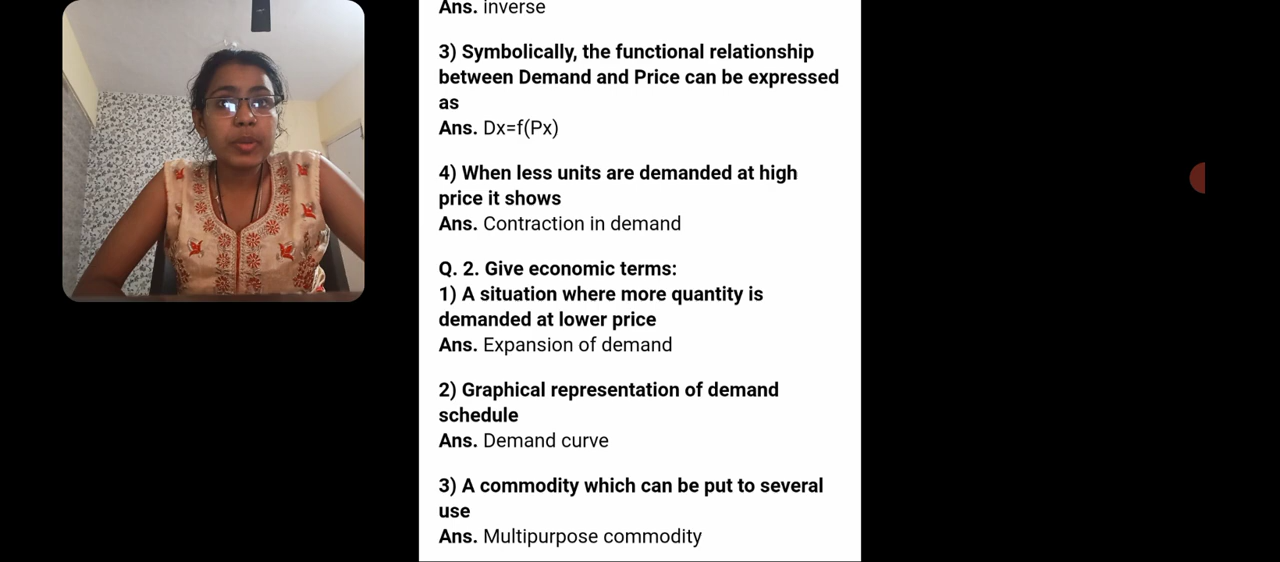 Ans. inverse
3) Symbolically, the functional relationship
between Demand and Price can be expressed
as
Ans. Dx=f(Px)
4) When less units are demanded at high
price it shows
Ans. Contraction in demand
Q. 2. Give economic terms:
1) A situation where more quantity is
demanded at lower price
Ans. Expansion of demand
2) Graphical representation of demand
schedule
Ans. Demand curve
3) A commodity which can be put to several
use
Ans. Multipurpose commodity